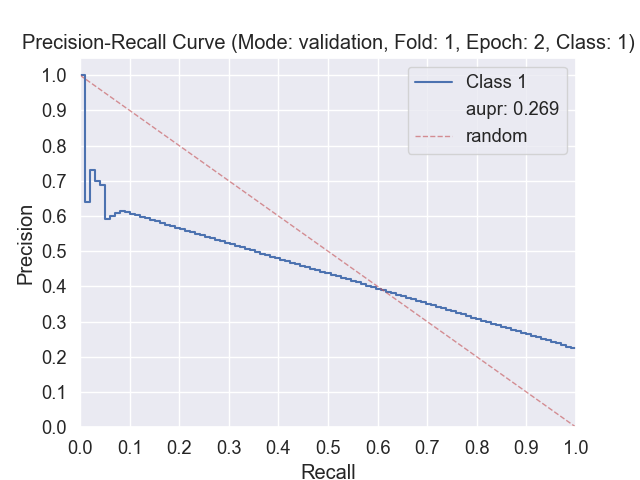 Precision-Recall Curve (Mode: validation, Fold: 1, Epoch: 2, Class: 1)
Class 1
aupr: 0.269
random
1.0
0.9
0.8
0.7
0.6
0.5
0.4
0.3
0.2
0.1
0.0
Precision
0.0 0.1 0.2 0.3 0.4 0.5 0.6 0.7 0.8 0.9 1.0
Recall